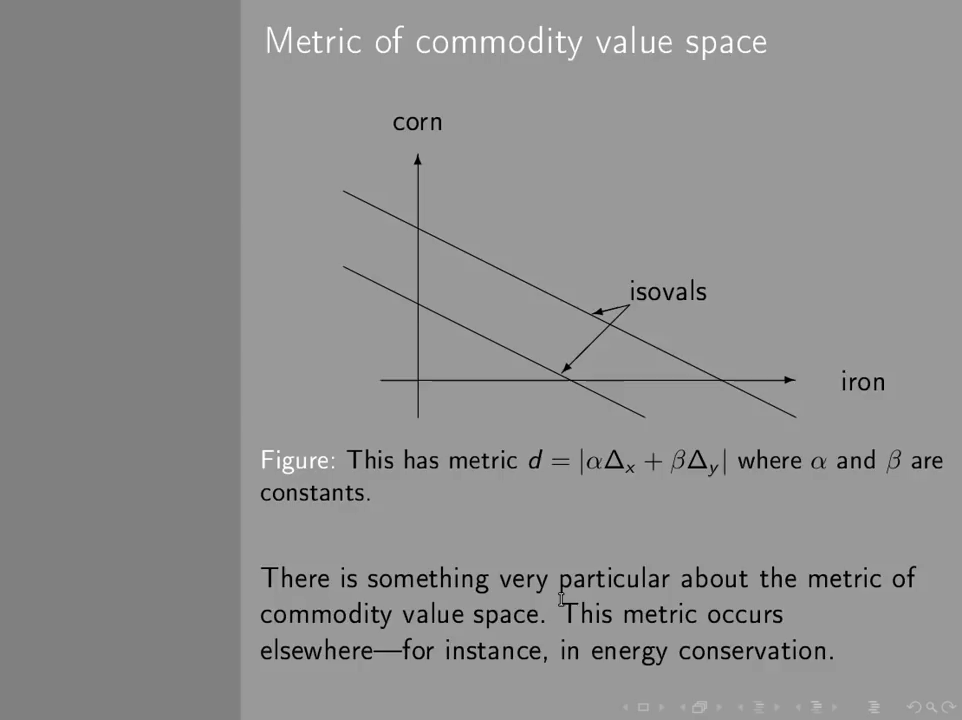 Metric of commodity value space
corn
isovals
iron
Figure: This has metric d = |αΔx + βΔy| where α and β are
constants.
There is something very particular about the metric of
commodity value space. This metric occurs
elsewhere—for instance, in energy conservation.